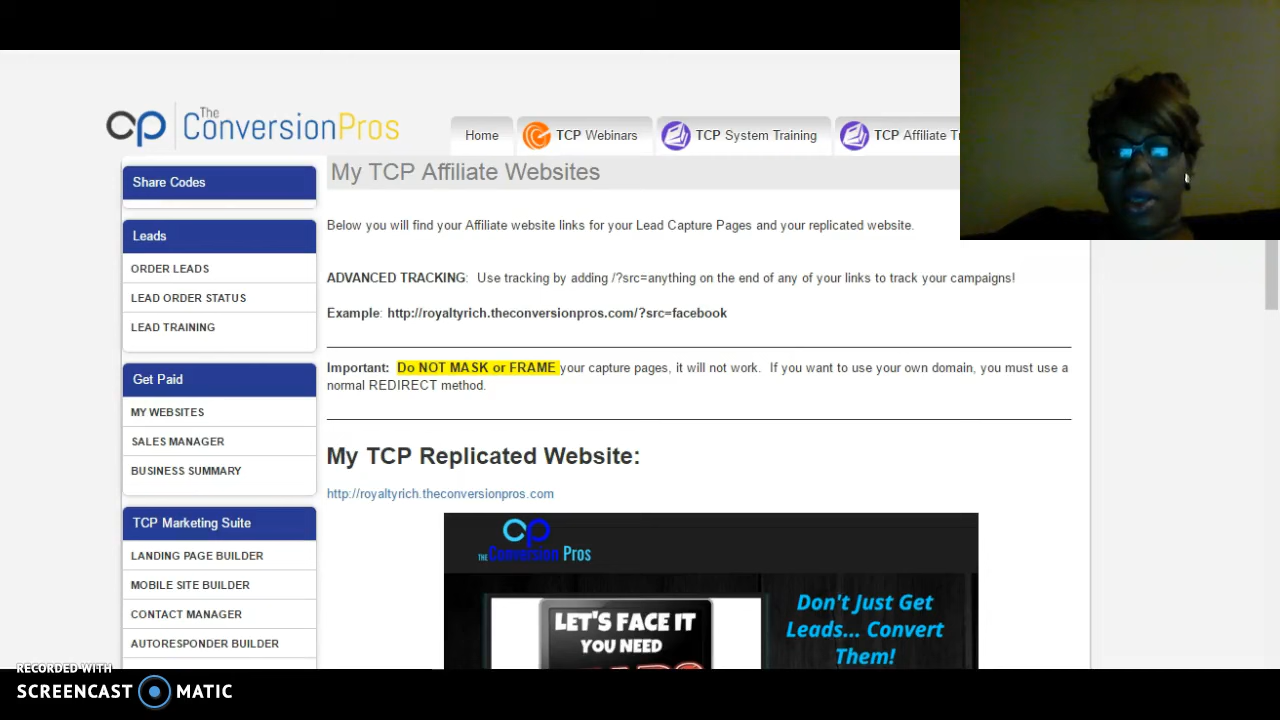 The
ConversionPros
Home
TCP Webinars
TCP System Training
TCP Affiliate
My TCP Affiliate Websites
Share Codes
Leads
ORDER LEADS
LEAD ORDER STATUS
LEAD TRAINING
Get Paid
MY WEBSITES
SALES MANAGER
BUSINESS SUMMARY
TCP Marketing Suite
LANDING PAGE BUILDER
MOBILE SITE BUILDER
CONTACT MANAGER
AUTORESPONDER BUILDER
Below you will find your Affiliate website links for your Lead Capture Pages and your replicated website.
ADVANCED TRACKING: Use tracking by adding /?src=anything on the end of any of your links to track your campaigns!
Example: http://royaltyrich.theconversionpros.com/?src=facebook
Important: Do NOT MASK or FRAME your capture pages, it will not work. If you want to use your own domain, you must use a
normal REDIRECT method.
My TCP Replicated Website:
http://royaltyrich.theconversionpros.com
THE Conversion Pros
LET'S FACE IT
YOU NEED
Don't Just Get
Leads... Convert
Them!
RECORDED WITH
SCREENCAST MATIC